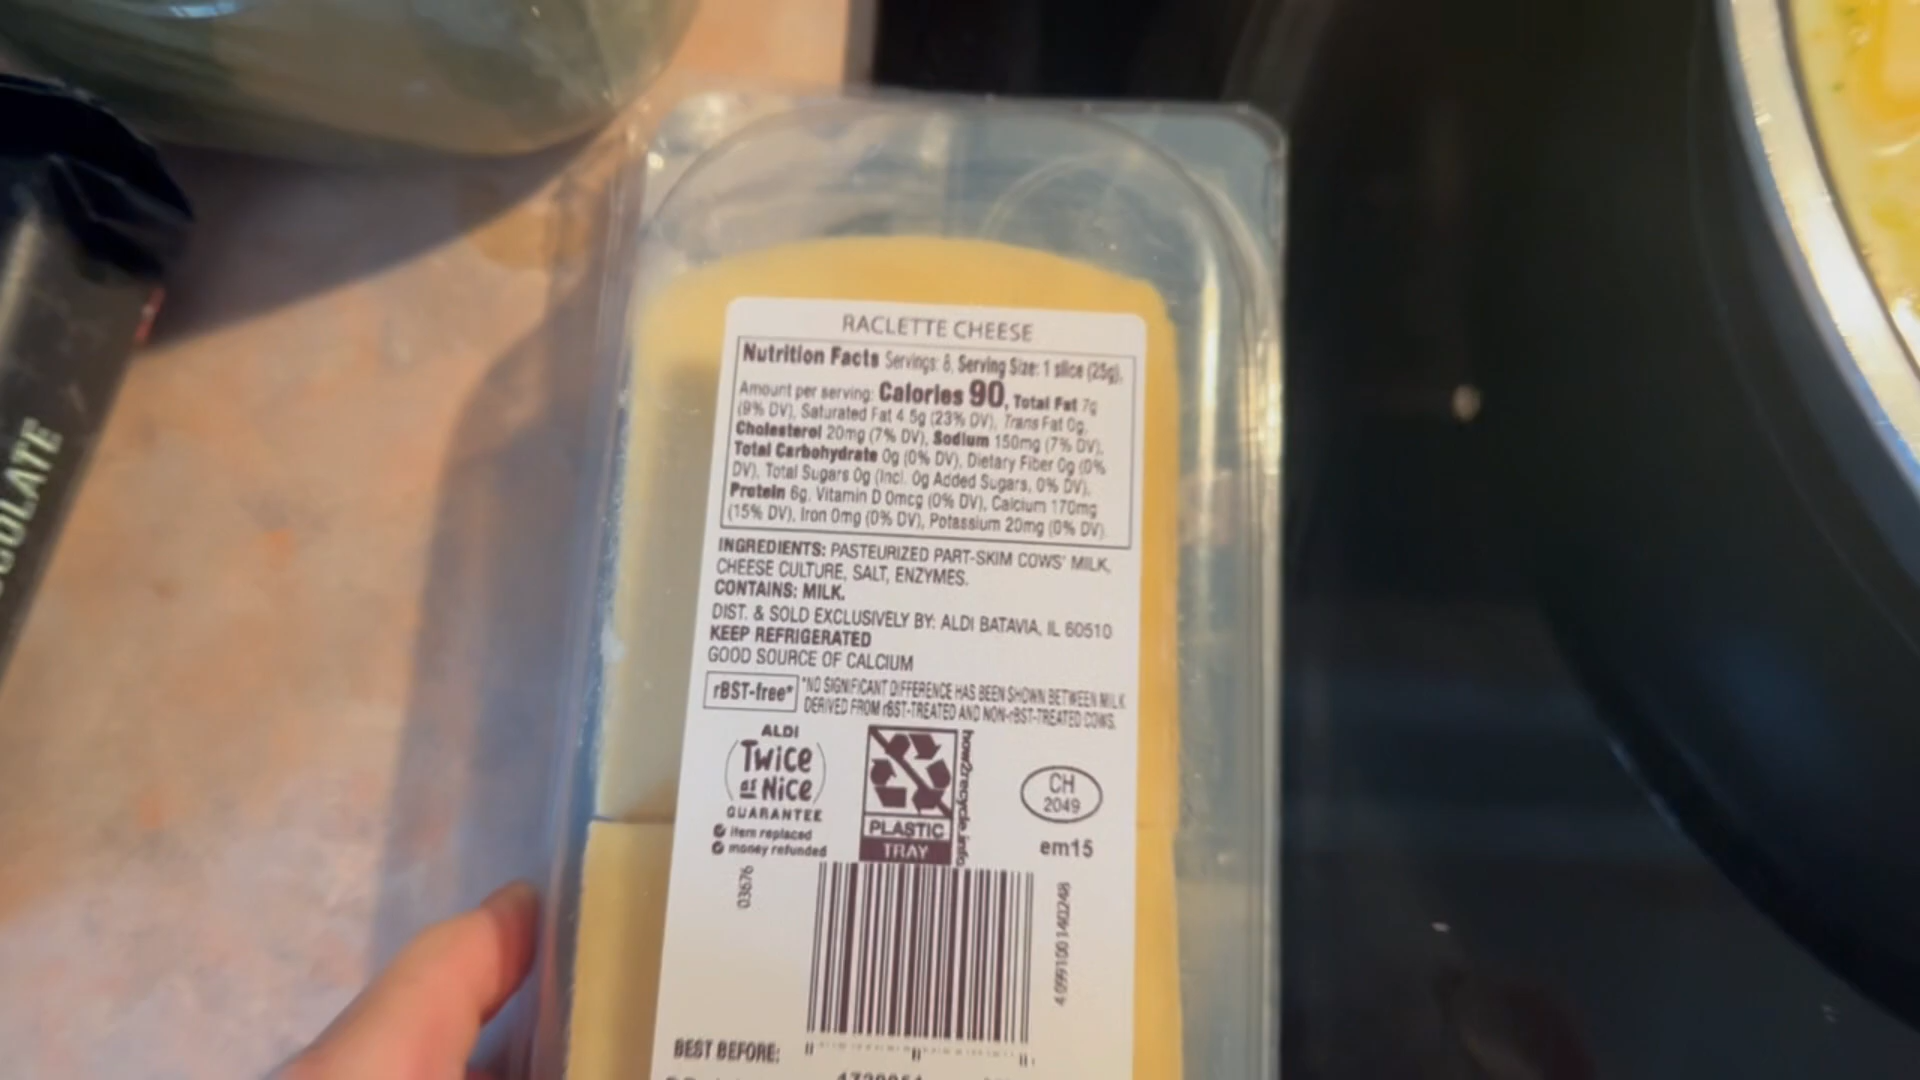 RACLETTE CHEESE
Nutrition Facts Servings: 8, Serving Size: 1 slice (25g),
Amount per serving: Calories 90, Total Fat 7g
(9% DV), Saturated Fat 4.5g (23% DV), Trans Fat 0g,
Cholesterol 20mg (7% DV), Sodium 150mg (7% DV),
Total Carbohydrate 0g (0% DV), Dietary Fiber 0g (0%
DV), Total Sugars 0g (Incl. 0g Added Sugars, 0% DV),
Protein 6g, Vitamin D 0mcg (0% DV), Calcium 170mg
(15% DV), Iron 0mg (0% DV), Potassium 20mg (0% DV).
INGREDIENTS: PASTEURIZED PART-SKIM COWS' MILK,
CHEESE CULTURE, SALT, ENZYMES.
CONTAINS: MILK.
DIST. & SOLD EXCLUSIVELY BY: ALDI BATAVIA, IL 60510
KEEP REFRIGERATED
GOOD SOURCE OF CALCIUM
rBST-free*
*NO SIGNIFICANT DIFFERENCE HAS BEEN SHOWN BETWEEN MILK
DERIVED FROM rBST-TREATED AND NON-rBST-TREATED COWS.
ALDI
Twice
as Nice
GUARANTEE
item replaced
money refunded
PLASTIC
TRAY
how2recycle.info
CH
2049
em15
03676
4099100140248
BEST BEFORE: